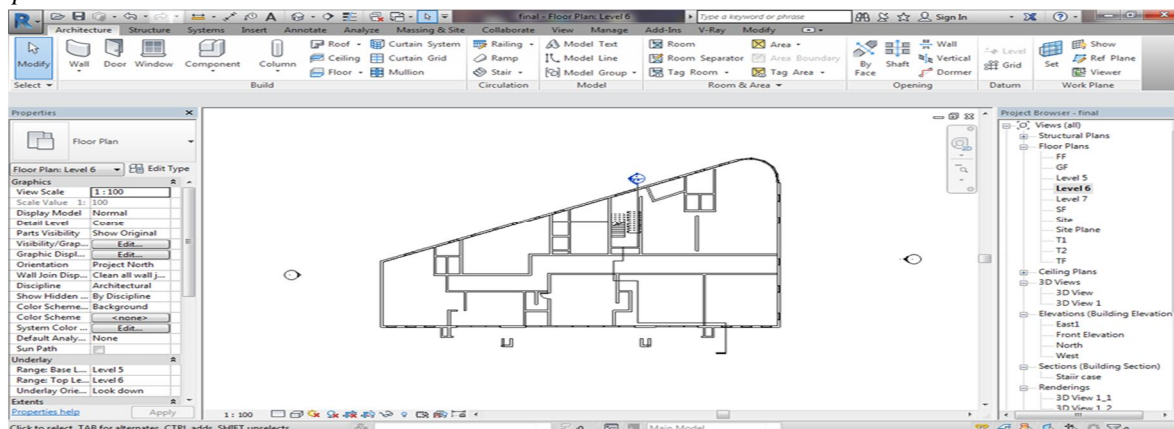 final - Floor Plan: Level 6
Type a keyword or phrase
Sign In
Architecture Structure Systems Insert Annotate Analyze Massing & Site Collaborate View Manage Add-Ins V-Ray Modify
Modify
Wall
Door
Window
Component
Column
Roof
Ceiling
Floor
Curtain System
Curtain Grid
Mullion
Railing
Ramp
Stair
Model Text
Model Line
Model Group
Room
Room Separator
Tag Room
Area
Area Boundary
Tag Area
By Face
Shaft
Wall
Vertical
Dormer
Level
Grid
Set
Show
Ref Plane
Viewer
Select
Build
Circulation
Model
Room & Area
Opening
Datum
Work Plane
Properties
Floor Plan
Floor Plan: Level 6
Edit Type
Graphics
View Scale 1 : 100
Scale Value 1: 100
Display Model Normal
Detail Level Coarse
Parts Visibility Show Original
Visibility/Grap... Edit...
Graphic Displ... Edit...
Orientation Project North
Wall Join Disp... Clean all wall j...
Discipline Architectural
Show Hidden ... By Discipline
Color Scheme... Background
Color Scheme <none>
System Color ... Edit...
Default Analy... None
Sun Path
Underlay
Range: Base L... Level 5
Range: Top Le... Level 6
Underlay Orie... Look down
Extents
Properties help
Apply
1 : 100
Project Browser - final
Views (all)
Structural Plans
Floor Plans
FF
GF
Level 5
Level 6
Level 7
SF
Site
Site Plane
T1
T2
TF
Ceiling Plans
3D Views
3D View
3D View 1
Elevations (Building Elevation
East1
Front Elevation
North
West
Sections (Building Section)
Staiir case
Renderings
3D View 1_1
3D View 1_2
Click to select, TAB for alternates, CTRL adds, SHIFT unselects.
Main Model